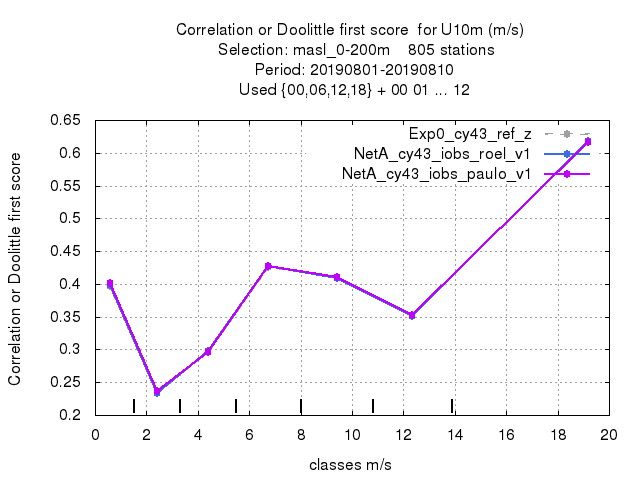 Correlation or Doolittle first score  for U10m (m/s)
Selection: masl_0-200m    805 stations
Period: 20190801-20190810
Used {00,06,12,18} + 00 01 ... 12
Correlation or Doolittle first score
0.65
0.6
0.55
0.5
0.45
0.4
0.35
0.3
0.25
0.2
Exp0_cy43_ref_z
NetA_cy43_iobs_roel_v1
NetA_cy43_iobs_paulo_v1
0 2 4 6 8 10 12 14 16 18 20
classes m/s